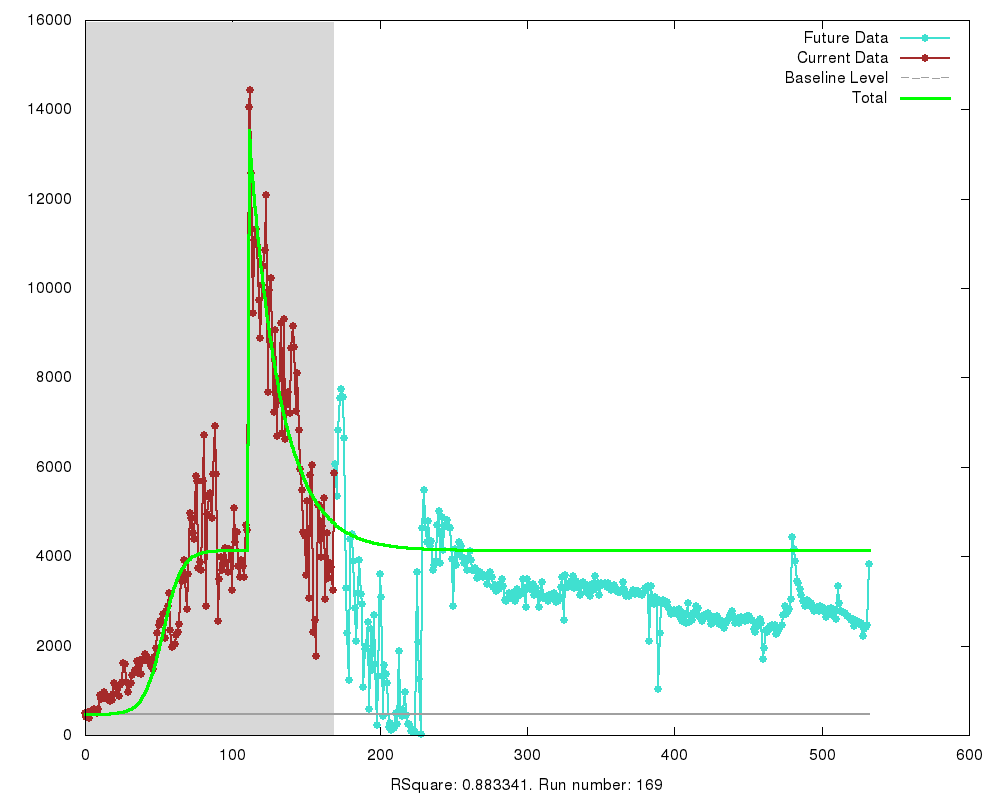 16000
14000
12000
10000
8000
6000
4000
2000
0
0 100 200 300 400 500 600
Future Data
Current Data
Baseline Level
Total
RSquare: 0.883341. Run number: 169